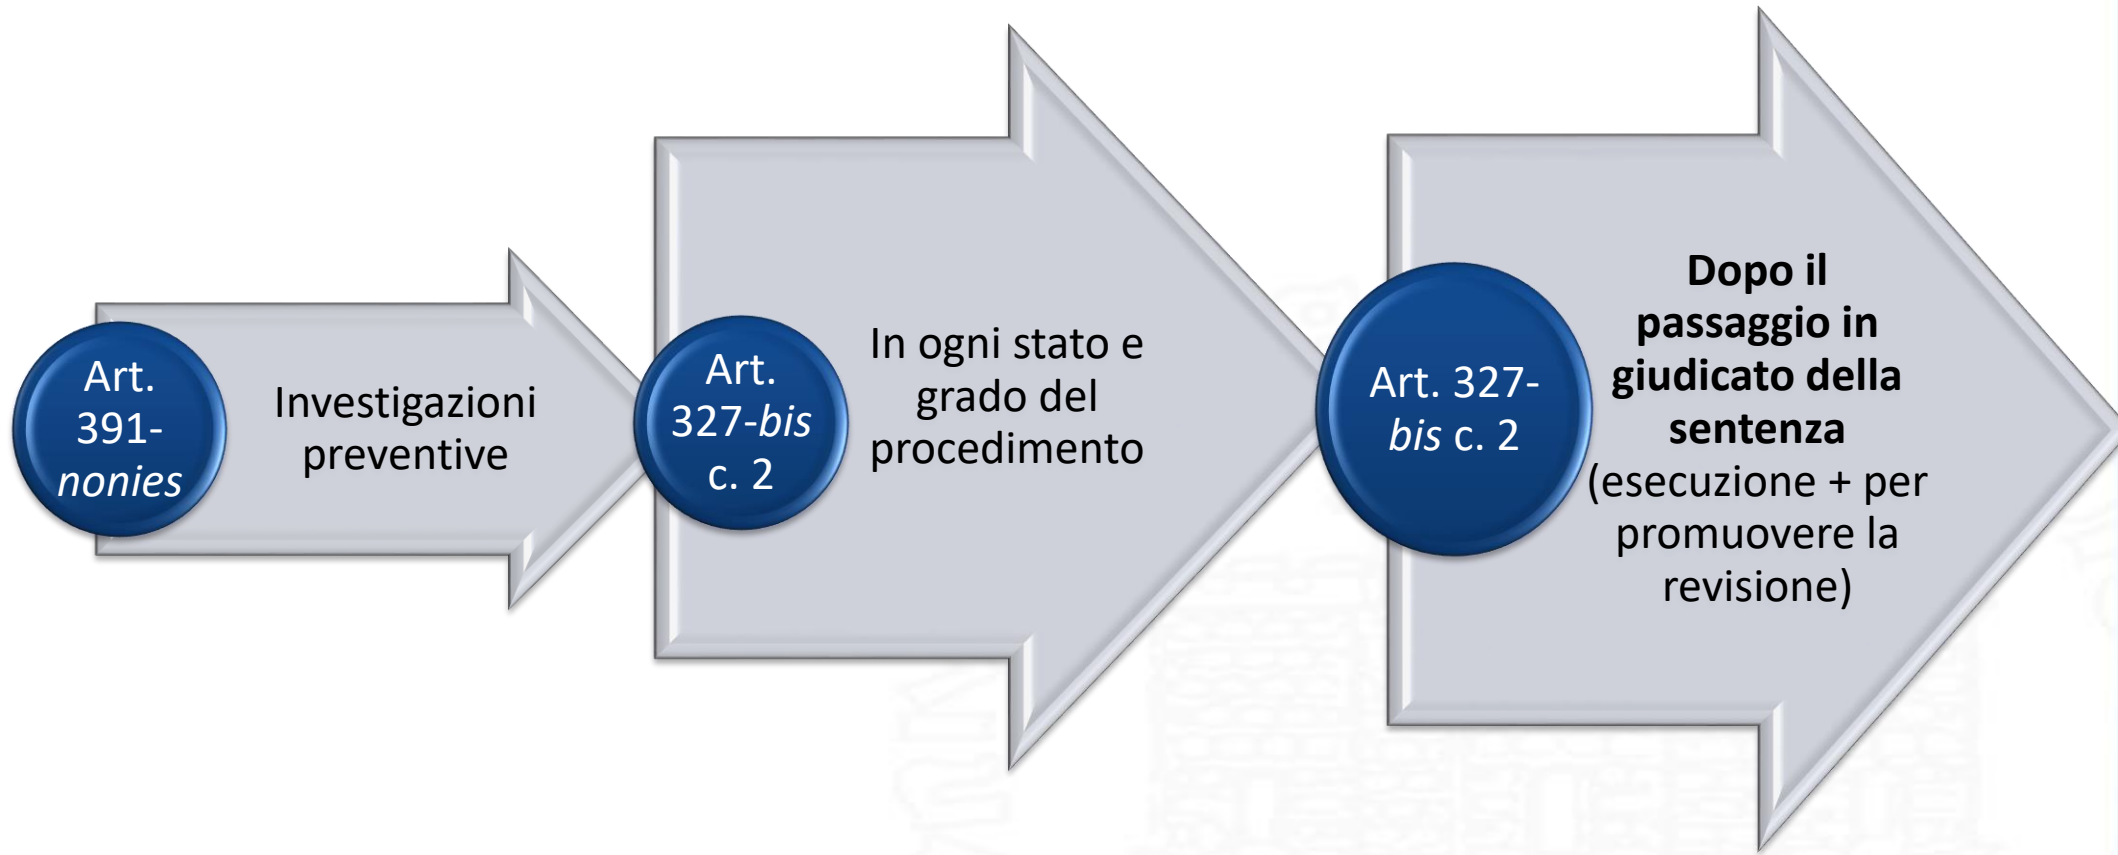 Art.
391-
nonies
Investigazioni
preventive
Art.
327-bis
c. 2
In ogni stato e
grado del
procedimento
Art. 327-
bis c. 2
Dopo il
passaggio in
giudicato della
sentenza
(esecuzione + per
promuovere la
revisione)